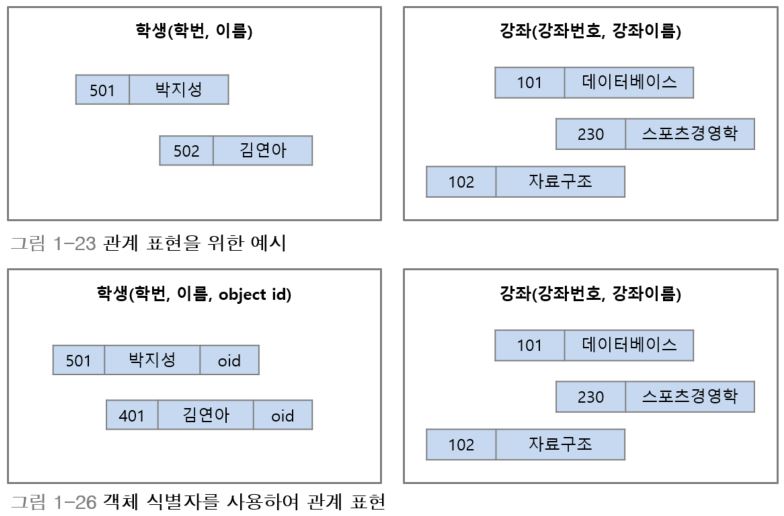 학생(학번, 이름)
501 박지성
502 김연아
강좌(강좌번호, 강좌이름)
101 데이터베이스
230 스포츠경영학
102 자료구조
그림 1-23 관계 표현을 위한 예시
학생(학번, 이름, object id)
501 박지성 oid
401 김연아 oid
강좌(강좌번호, 강좌이름)
101 데이터베이스
230 스포츠경영학
102 자료구조
그림 1-26 객체 식별자를 사용하여 관계 표현